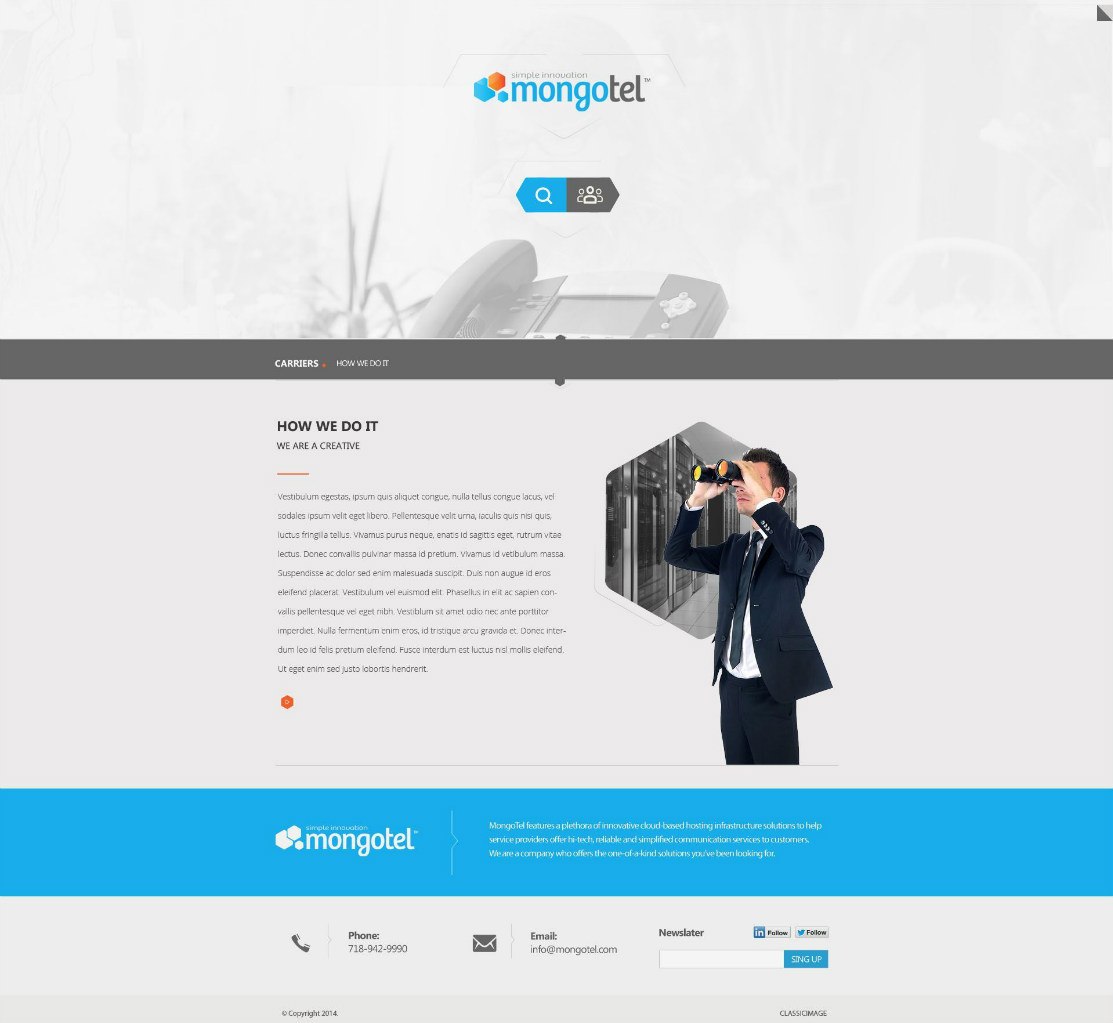 simple innovation
mongotel™
CARRIERS HOW WE DO IT
HOW WE DO IT
WE ARE A CREATIVE
Vestibulum egestas, ipsum quis aliquet congue, nulla tellus congue lacus, vel
sodales ipsum velit eget libero. Pellentesque velit urna, iaculis quis nisi quis,
luctus fringilla tellus. Vivamus purus neque, enatis id sagittis eget, rutrum vitae
lectus. Donec convallis pulvinar massa id pretium. Vivamus id vetibulum massa.
Suspendisse ac dolor sed enim malesuada suscipit. Duis non augue id eros
eleifend placerat. Vestibulum vel euismod elit. Phasellus in elit ac sapien con-
vallis pellentesque vel eget nibh. Vestiblum sit amet odio nec ante porttitor
imperdiet. Nulla fermentum enim eros, id tristique arcu gravida et. Donec inter-
dum leo id felis pretium eleifend. Fusce interdum est luctus nisl mollis eleifend.
Ut eget enim sed justo lobortis hendrerit.
simple innovation
mongotel™
MongoTel features a plethora of innovative cloud-based hosting infrastructure solutions to help
service providers offer hi-tech, reliable and simplified communication services to customers.
We are a company who offers the one-of-a-kind solutions you've been looking for.
Phone:
718-942-9990
Email:
info@mongotel.com
Newslater
in Follow
Follow
SING UP
© Copyright 2014.
CLASSICIMAGE